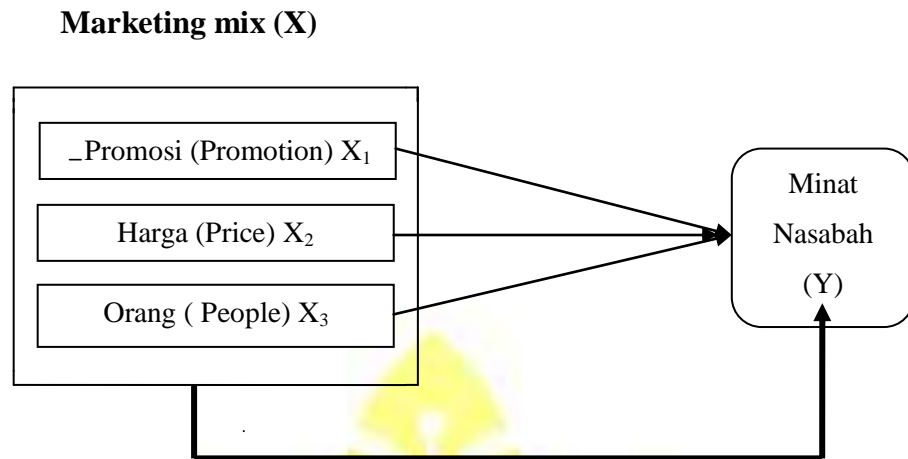 Marketing mix (X)
_Promosi (Promotion) X₁
Harga (Price) X₂
Orang ( People) X₃
Minat
Nasabah
(Y)